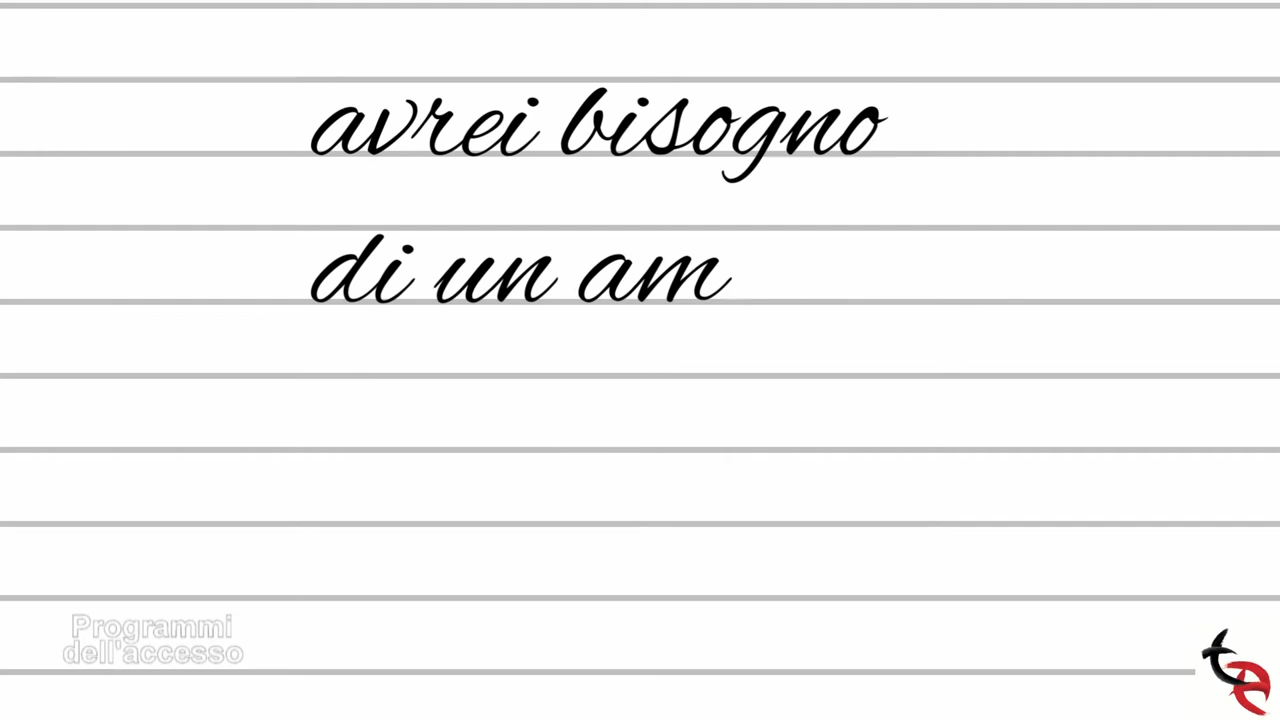 avrei bisogno
di un am
Programmi
dell'accesso